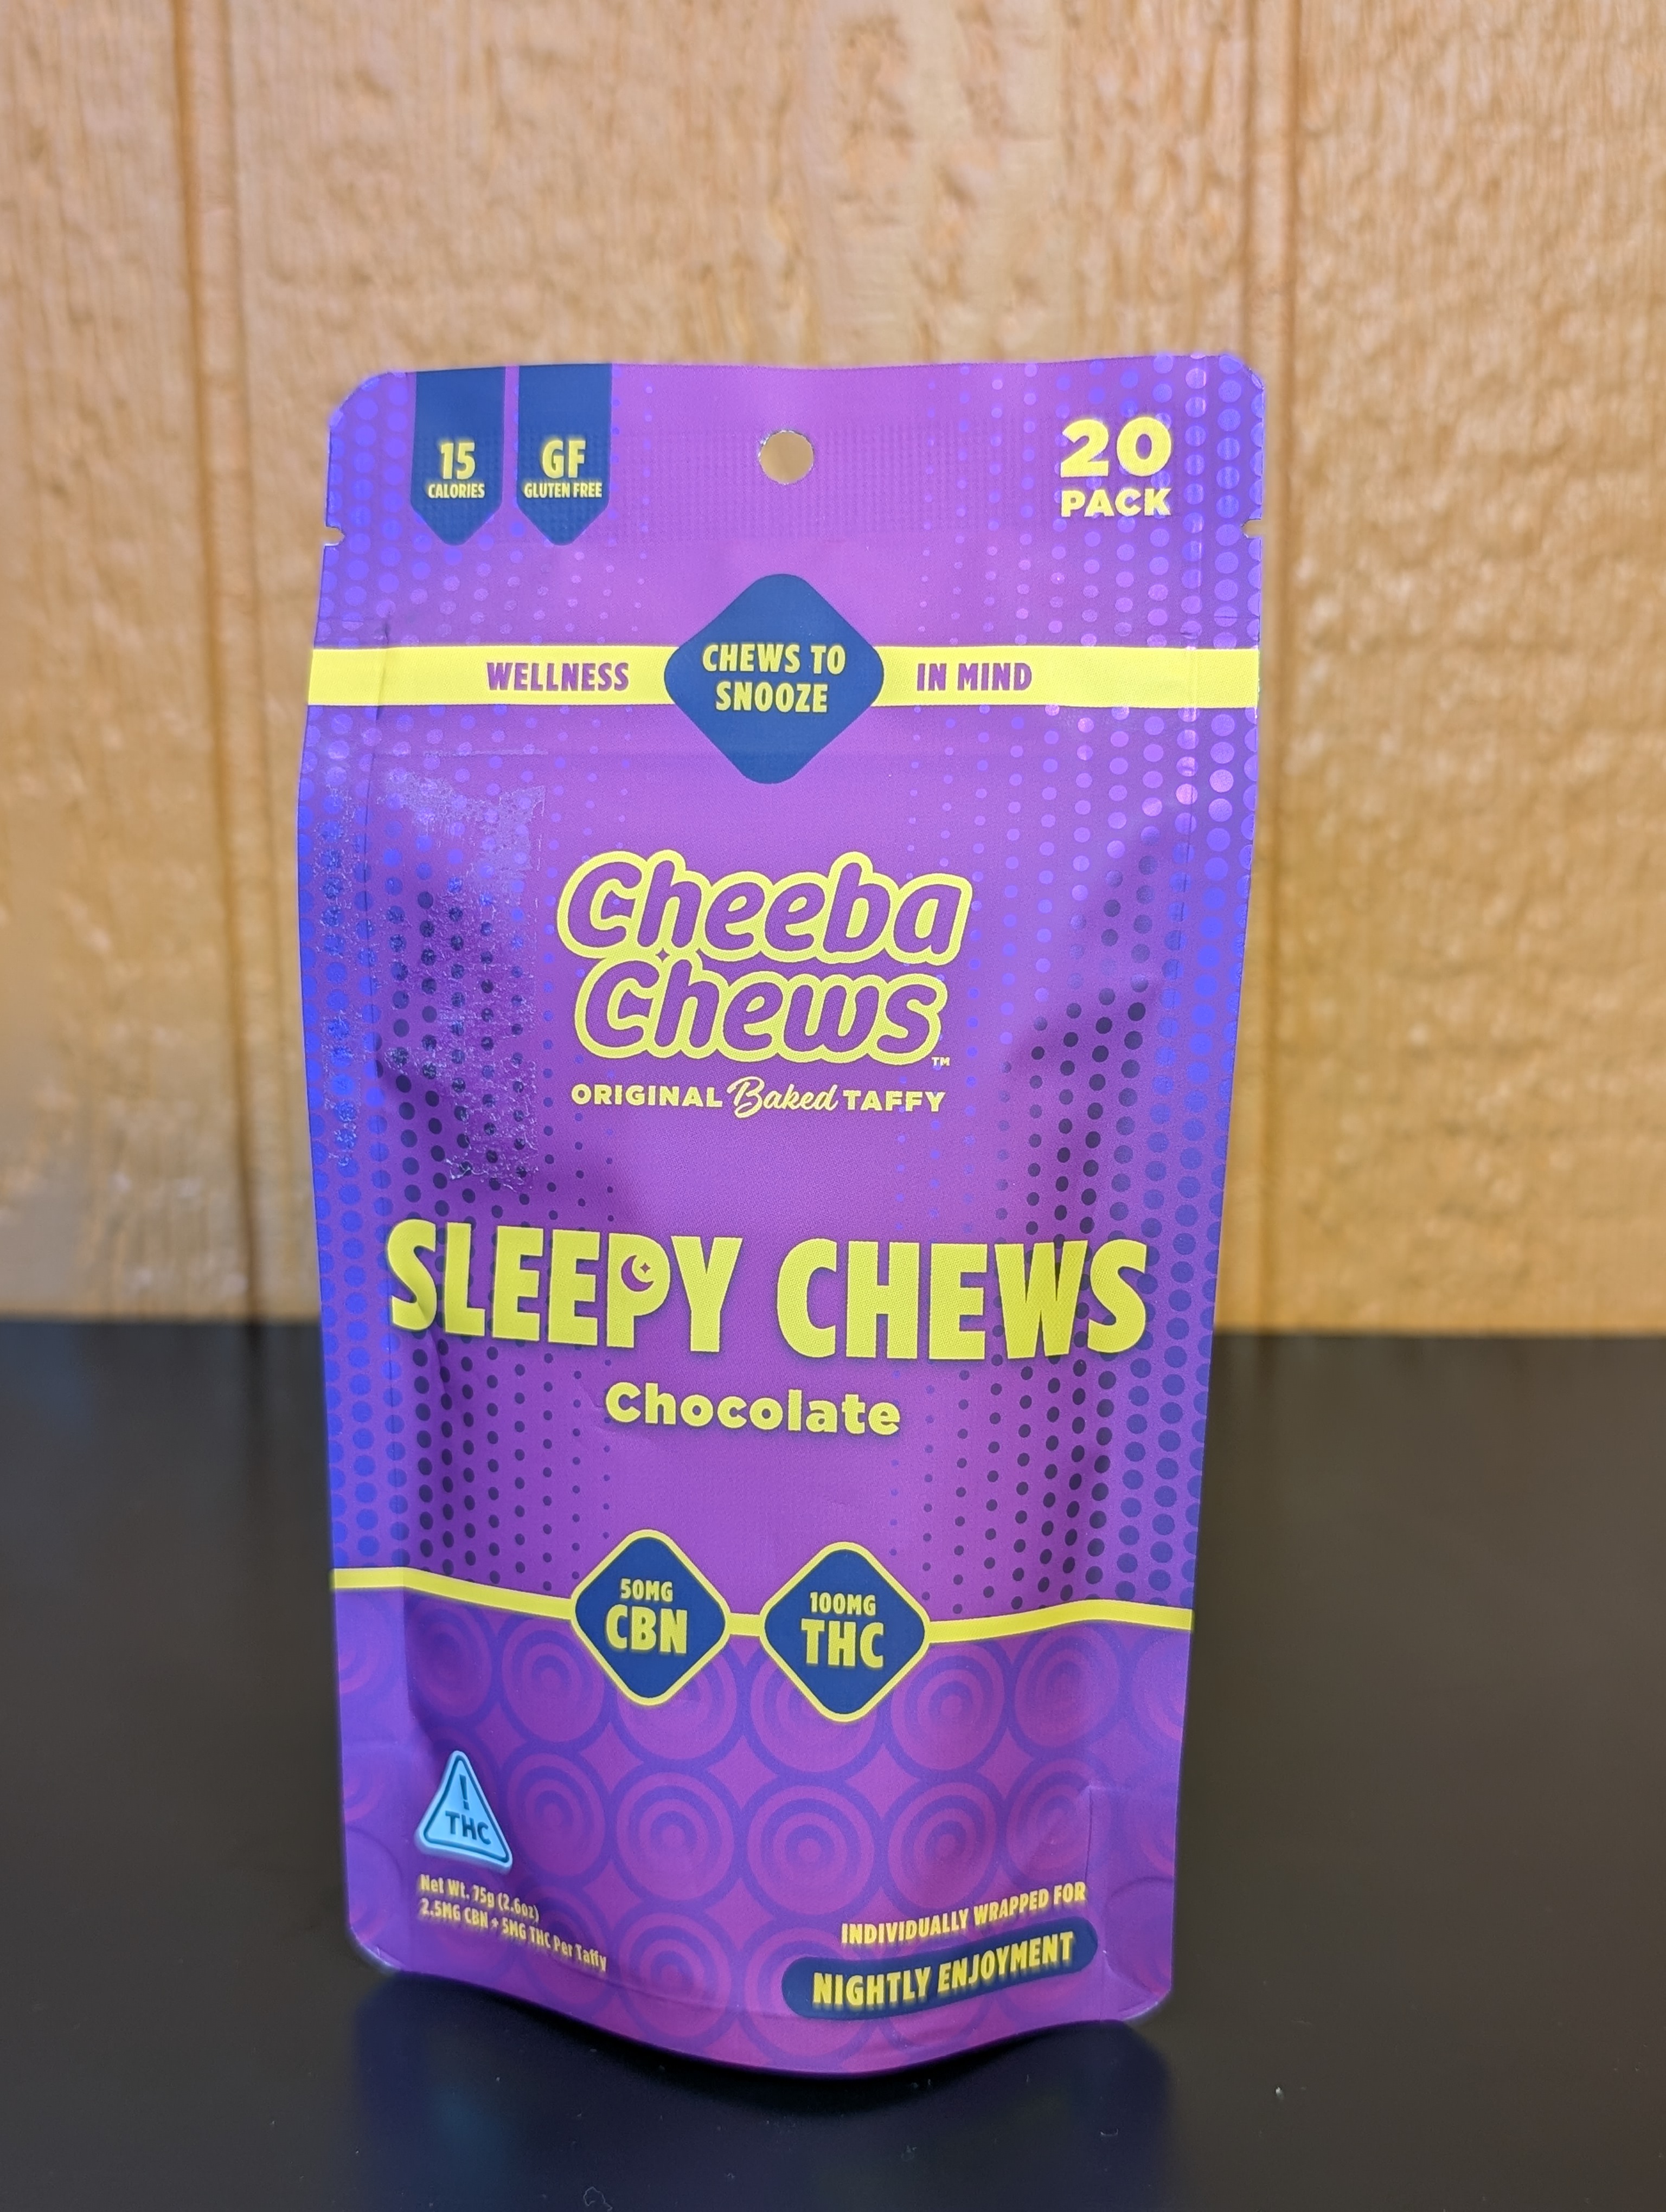 15
CALORIES
GF
GLUTEN FREE
20
PACK
WELLNESS
CHEWS TO
SNOOZE
IN MIND
Cheeba
Chews™
ORIGINAL Baked TAFFY
SLEEPY CHEWS
Chocolate
50MG
CBN
100MG
THC
!
THC
Net Wt. 75g (2.6oz)
2.5MG CBN + 5MG THC Per Taffy
INDIVIDUALLY WRAPPED FOR
NIGHTLY ENJOYMENT